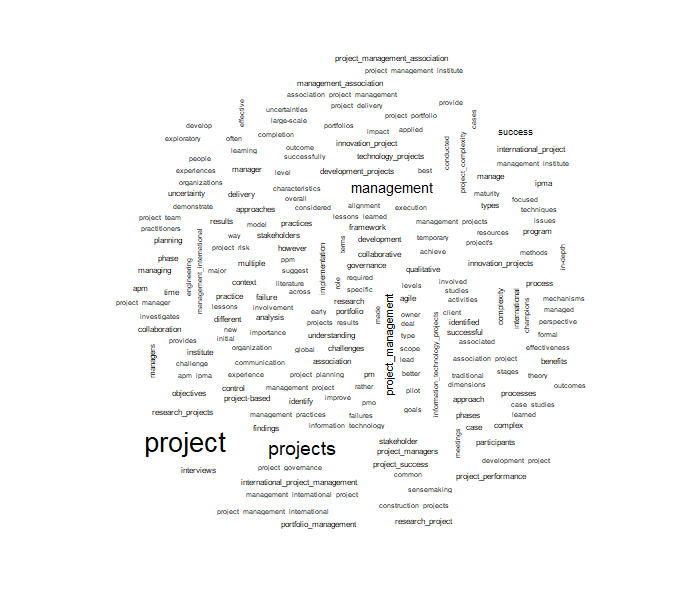 project_management_association
project management institute
management_association
association project management
effective
uncertainties
project delivery
provide
large-scale
project portfolio
cases
develop
portfolios
impact
applied
success
exploratory
often
completion
innovation_project
conducted
project_complexity
learning
outcome
international_project
people
successfully
technology_projects
management institute
experiences
manager
level
development_projects
best
manage
ipma
organizations
characteristics
management
maturity
uncertainty
delivery
overall
focused
demonstrate
approaches
considered
alignment
execution
types
techniques
project team
results
model
practices
lessons learned
management projects
issues
practitioners
way
stakeholders
framework
resources
program
planning
management_international
project risk
however
terms
development
temporary
project's
in-depth
phase
multiple
ppm
implementation
collaborative
achieve
methods
managing
engineering
major
suggest
governance
qualitative
innovation_projects
apm
time
context
literature
role
required
levels
involved
process
practice
across
specific
agile
studies
complexity
international
champions
mechanisms
project manager
lessons
failure
involvement
research
made
project_management
activities
managed
investigates
different
analysis
early
portfolio
owner
client
perspective
collaboration
new
importance
projects results
deal
identified
formal
provides
initial
challenges
type
information_technology_projects
successful
managers
institute
organization
global
scope
associated
effectiveness
challenge
communication
association
lead
association project
benefits
apm ipma
experience
project planning
pm
better
traditional
stages
theory
objectives
control
management project
rather
pilot
dimensions
outcomes
project-based
identify
improve
pmo
approach
processes
research_projects
management practices
failures
goals
phases
case studies
learned
findings
information technology
case
complex
project
projects
stakeholder
meetings
participants
project_managers
interviews
project governance
project_success
development project
international_project_management
common
project_performance
management international project
sensemaking
project management international
construction projects
portfolio_management
research_project